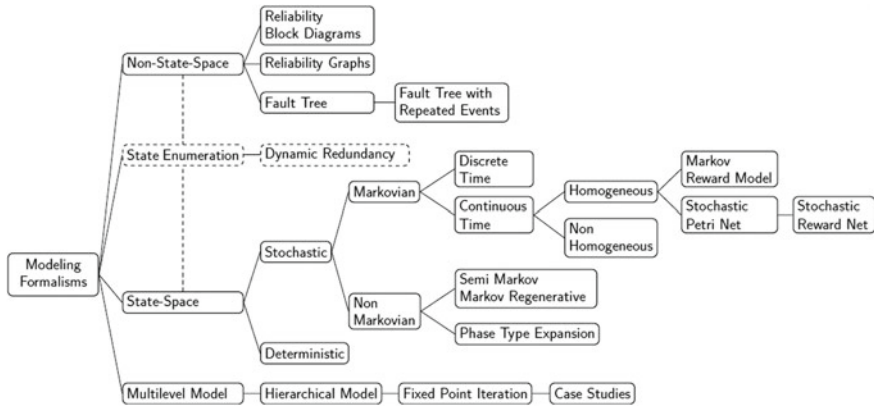 Reliability
Block Diagrams
Non-State-Space
Reliability Graphs
Fault Tree
Fault Tree with
Repeated Events
State Enumeration
Dynamic Redundancy
Discrete
Time
Markov
Reward Model
Markovian
Homogeneous
Continuous
Time
Stochastic
Petri Net
Stochastic
Reward Net
Non
Homogeneous
Stochastic
Modeling
Formalisms
Semi Markov
Markov Regenerative
State-Space
Non
Markovian
Phase Type Expansion
Deterministic
Multilevel Model
Hierarchical Model
Fixed Point Iteration
Case Studies